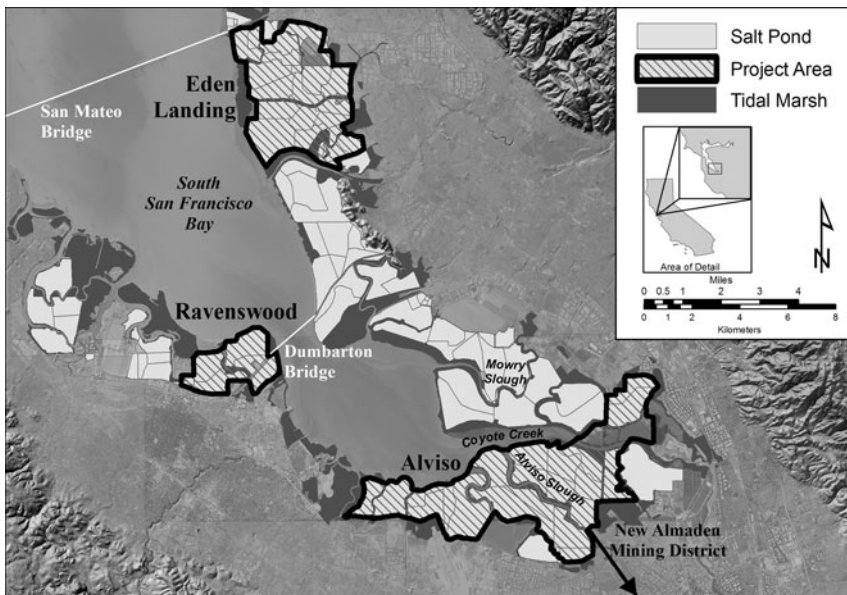 Eden
Landing
San Mateo
Bridge
South
San Francisco
Bay
Ravenswood
Dumbarton
Bridge
Mowry
Slough
Coyote Creek
Alviso
Alviso Slough
New Almaden
Mining District
Salt Pond
Project Area
Tidal Marsh
Area of Detail
Miles
0 0.5 1 2 3 4
0 1 2 4 6 8
Kilometers
N